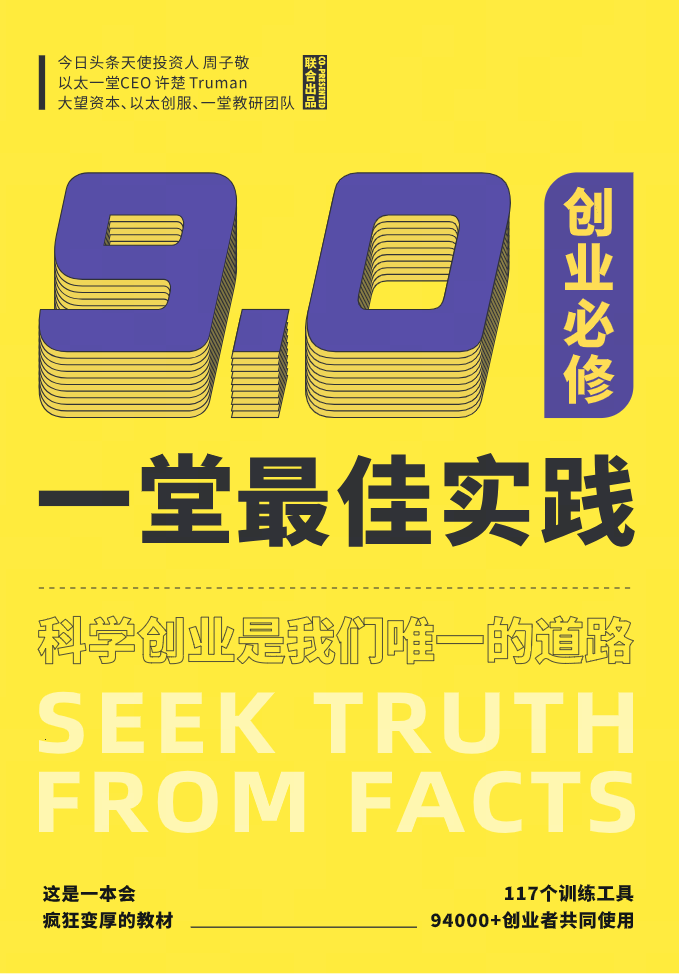 今日头条天使投资人 周子敬
以太一堂CEO 许楚 Truman
大望资本、以太创服、一堂教研团队
联合出品
CO-PRESENTED
9.0
创业必修
一堂最佳实践
科学创业是我们唯一的道路
SEEK TRUTH
FROM FACTS
这是一本会
疯狂变厚的教材
117个训练工具
94000+创业者共同使用